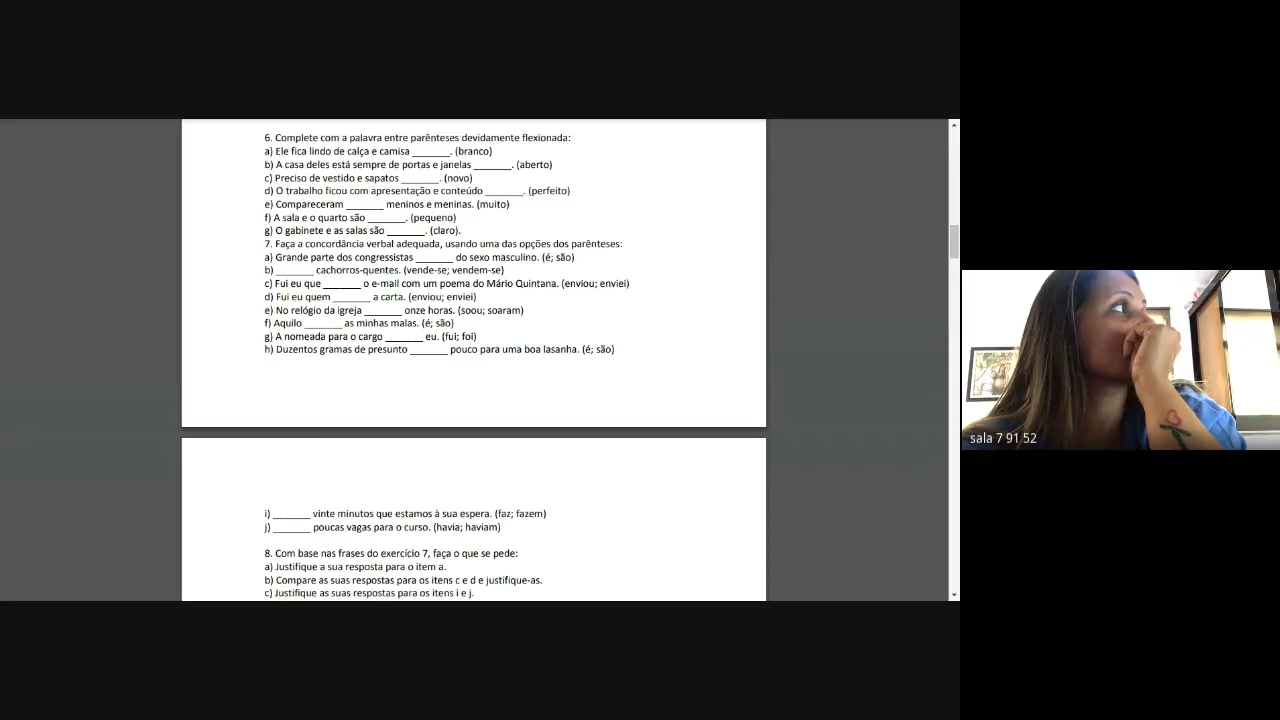 6. Complete com a palavra entre parênteses devidamente flexionada:
a) Ele fica lindo de calça e camisa _______. (branco)
b) A casa deles está sempre de portas e janelas _______. (aberto)
c) Preciso de vestido e sapatos _______. (novo)
d) O trabalho ficou com apresentação e conteúdo _______. (perfeito)
e) Compareceram _______ meninos e meninas. (muito)
f) A sala e o quarto são _______. (pequeno)
g) O gabinete e as salas são _______. (claro).
7. Faça a concordância verbal adequada, usando uma das opções dos parênteses:
a) Grande parte dos congressistas _______ do sexo masculino. (é; são)
b) _______ cachorros-quentes. (vende-se; vendem-se)
c) Fui eu que _______ o e-mail com um poema do Mário Quintana. (enviou; enviei)
d) Fui eu quem _______ a carta. (enviou; enviei)
e) No relógio da igreja _______ onze horas. (soou; soaram)
f) Aquilo _______ as minhas malas. (é; são)
g) A nomeada para o cargo _______ eu. (fui; foi)
h) Duzentos gramas de presunto _______ pouco para uma boa lasanha. (é; são)
i) _______ vinte minutos que estamos à sua espera. (faz; fazem)
j) _______ poucas vagas para o curso. (havia; haviam)
8. Com base nas frases do exercício 7, faça o que se pede:
a) Justifique a sua resposta para o item a.
b) Compare as suas respostas para os itens c e d e justifique-as.
c) Justifique as suas respostas para os itens i e j.
sala 7 91 52